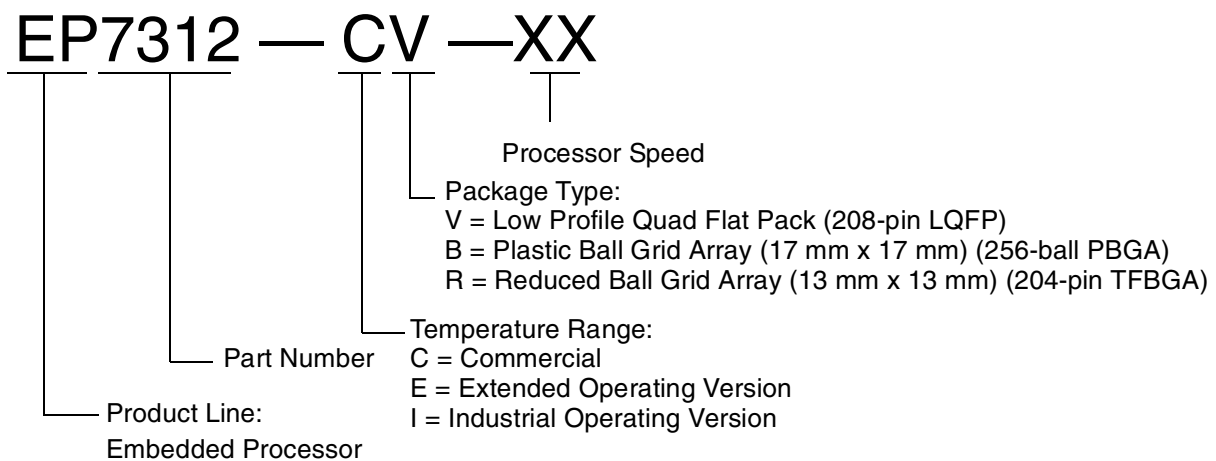 EP7312 — CV —XX
Processor Speed
Package Type:
V = Low Profile Quad Flat Pack (208-pin LQFP)
B = Plastic Ball Grid Array (17 mm x 17 mm) (256-ball PBGA)
R = Reduced Ball Grid Array (13 mm x 13 mm) (204-pin TFBGA)
Temperature Range:
C = Commercial
E = Extended Operating Version
I = Industrial Operating Version
Part Number
Product Line:
Embedded Processor